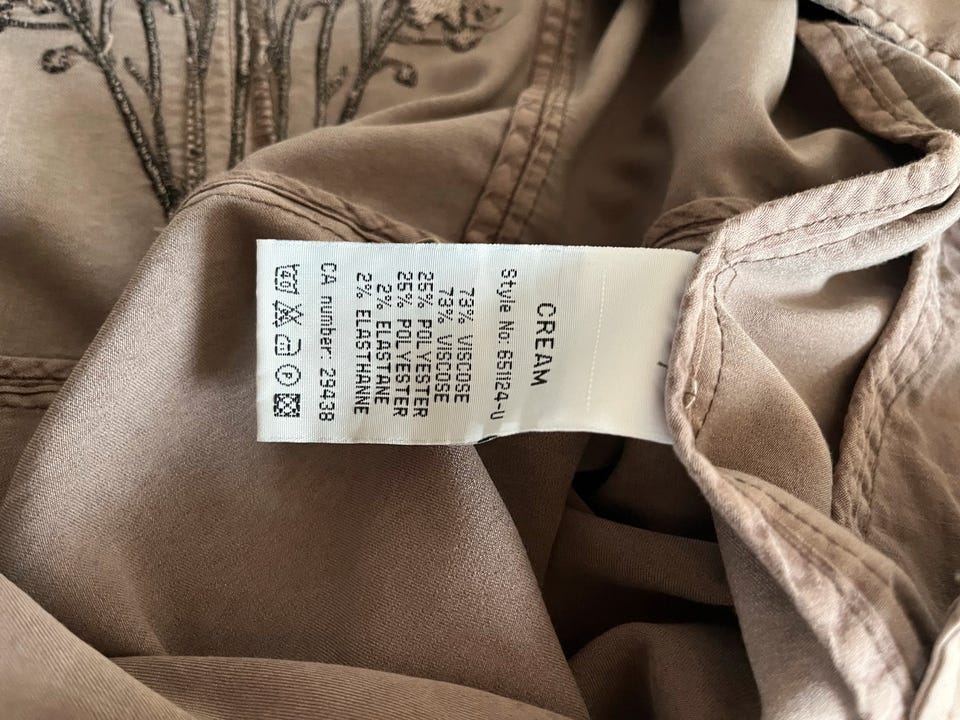 CREAM
Style No: 651124-U
73% VISCOSE
73% VISCOSE
25% POLYESTER
25% POLYESTER
2% ELASTANE
2% ELASTHANNE
CA number: 29438
40 P